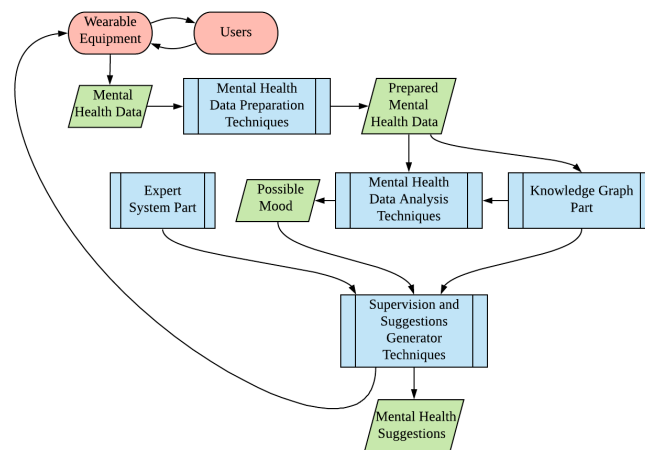 Wearable
Equipment
Users
Mental
Health Data
Mental Health
Data Preparation
Techniques
Prepared
Mental
Health Data
Expert
System Part
Possible
Mood
Mental Health
Data Analysis
Techniques
Knowledge Graph
Part
Supervision and
Suggestions
Generator
Techniques
Mental Health
Suggestions